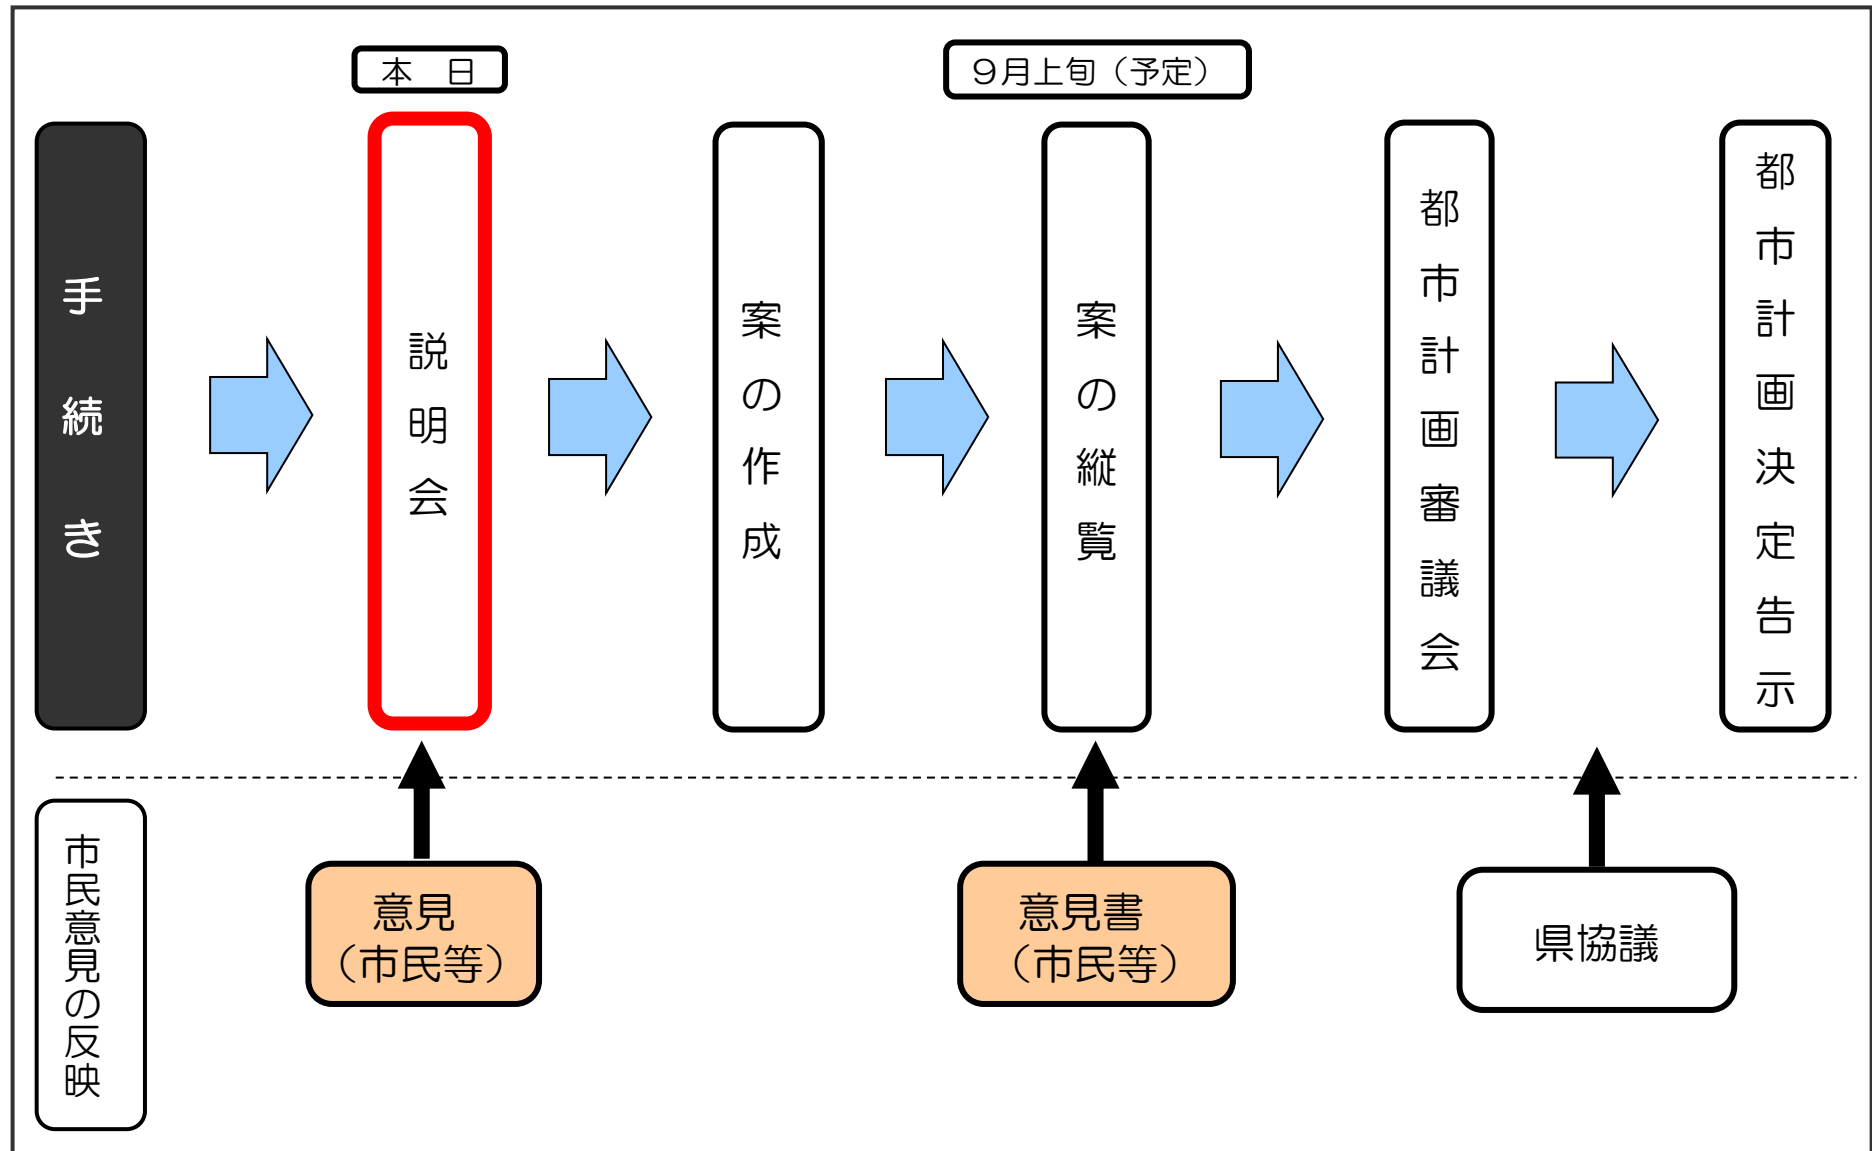 本　日
９月上旬（予定）
手続き
説明会
案の作成
案の縦覧
都市計画審議会
都市計画決定告示
市民意見の反映
意見
（市民等）
意見書
（市民等）
県協議